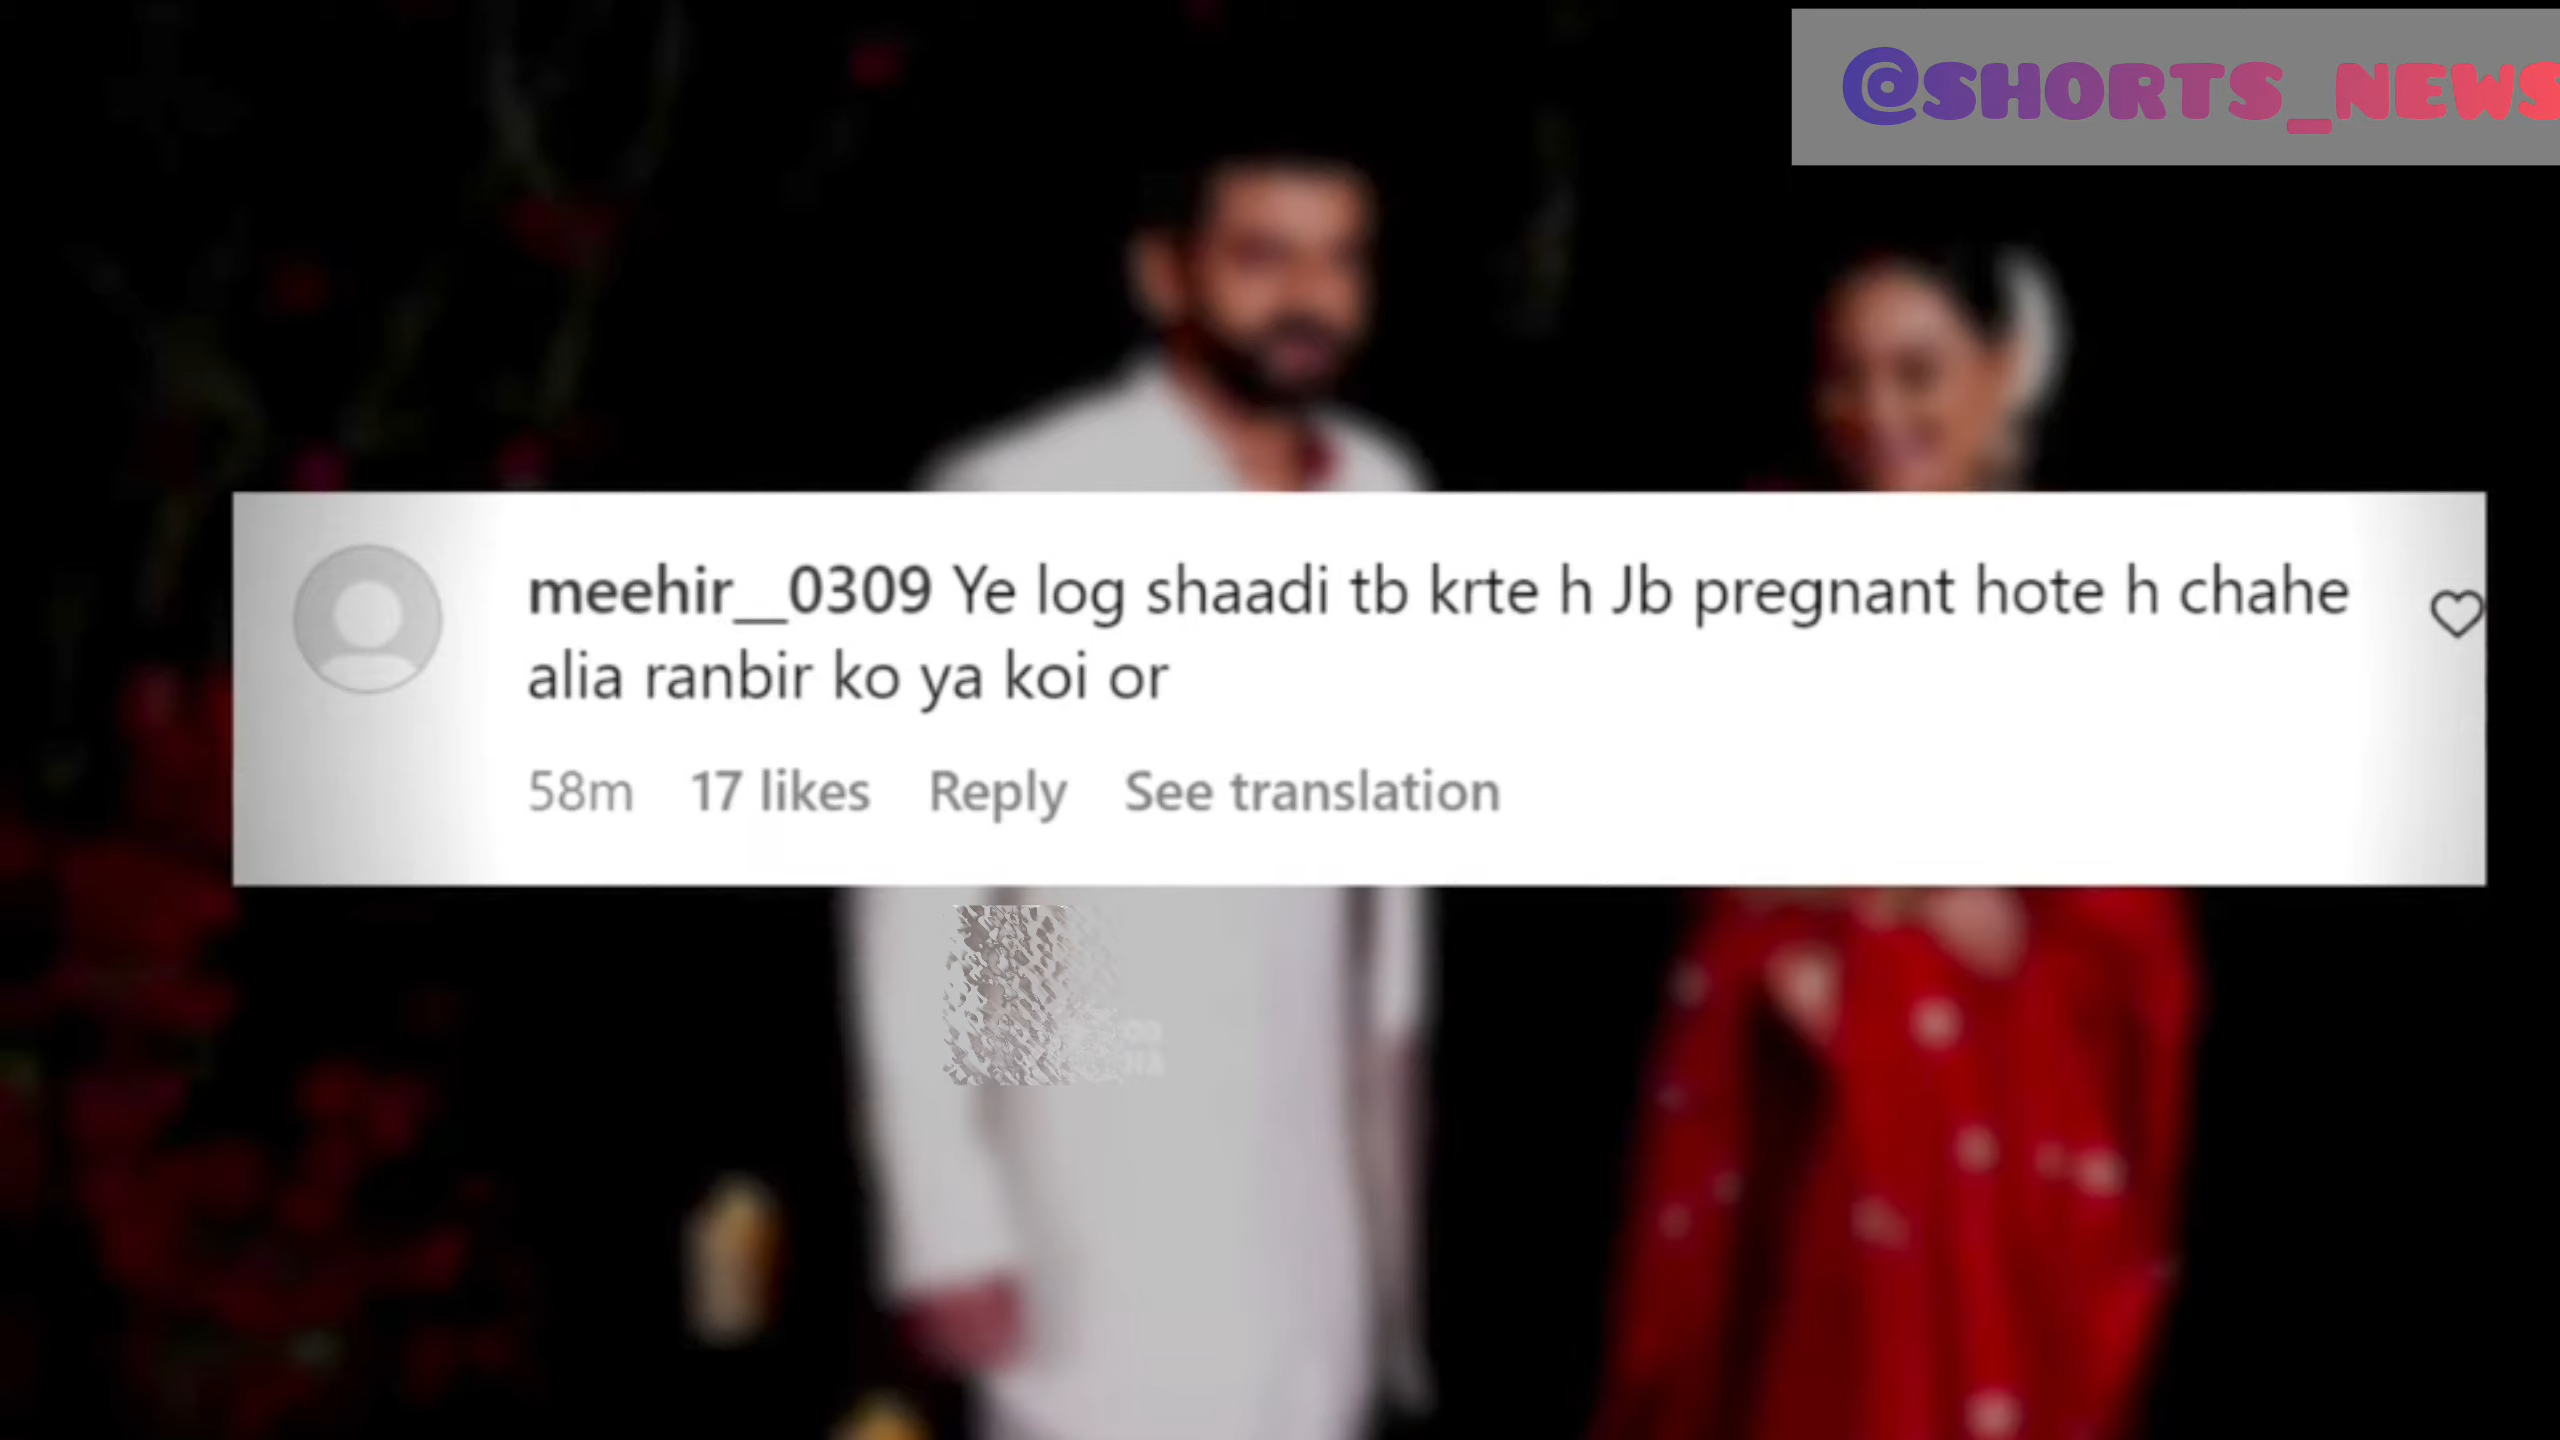 @SHORTS_NEWS
meehir__0309 Ye log shaadi tb krte h Jb pregnant hote h chahe
alia ranbir ko ya koi or
58m 17 likes Reply See translation